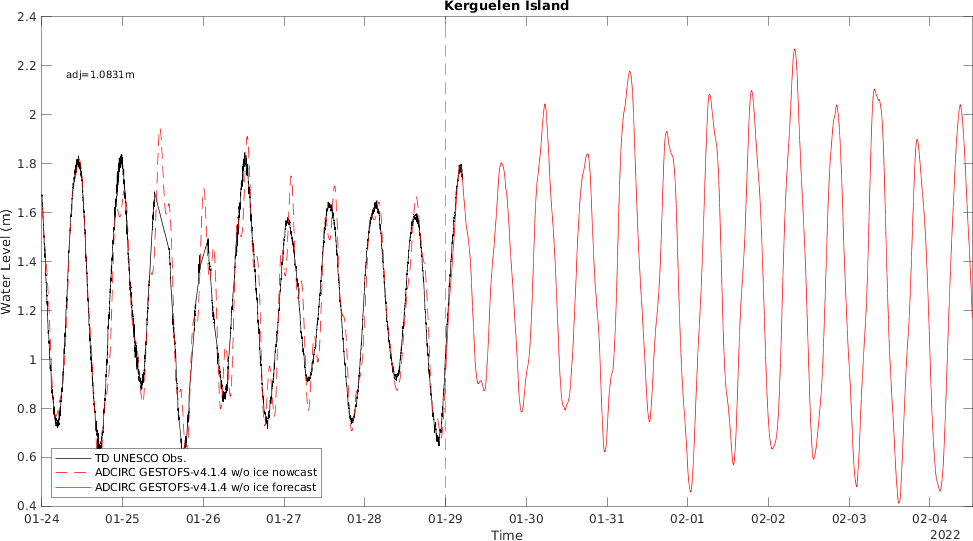 Kerguelen Island
2.4
2.2
2
1.8
1.6
1.4
1.2
1
0.8
0.6
0.4
Water Level (m)
adj=1.0831m
TD UNESCO Obs.
ADCIRC GESTOFS-v4.1.4 w/o ice nowcast
ADCIRC GESTOFS-v4.1.4 w/o ice forecast
01-24 01-25 01-26 01-27 01-28 01-29 01-30 01-31 02-01 02-02 02-03 02-04
Time
2022